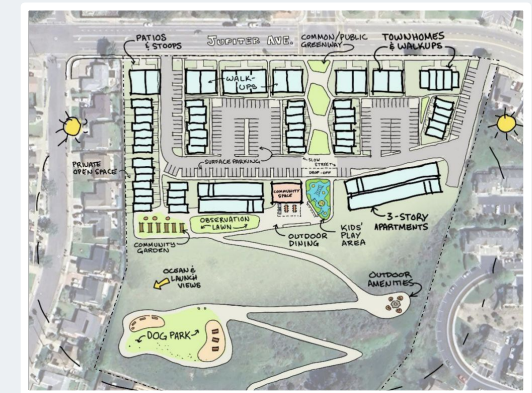 PATIOS
& STOOPS
JUPITER AVE.
COMMON/PUBLIC
GREENWAY
TOWNHOMES
& WALKUPS
WALK-
UPS
PRIVATE
OPEN SPACE
SURFACE PARKING
SLOW
STREET
DROP-OFF
COMMUNITY
SPACE
3-STORY
APARTMENTS
OBSERVATION
LAWN
COMMUNITY
GARDEN
OUTDOOR
DINING
KIDS'
PLAY
AREA
OCEAN &
LAUNCH
VIEWS
OUTDOOR
AMENITIES
DOG PARK